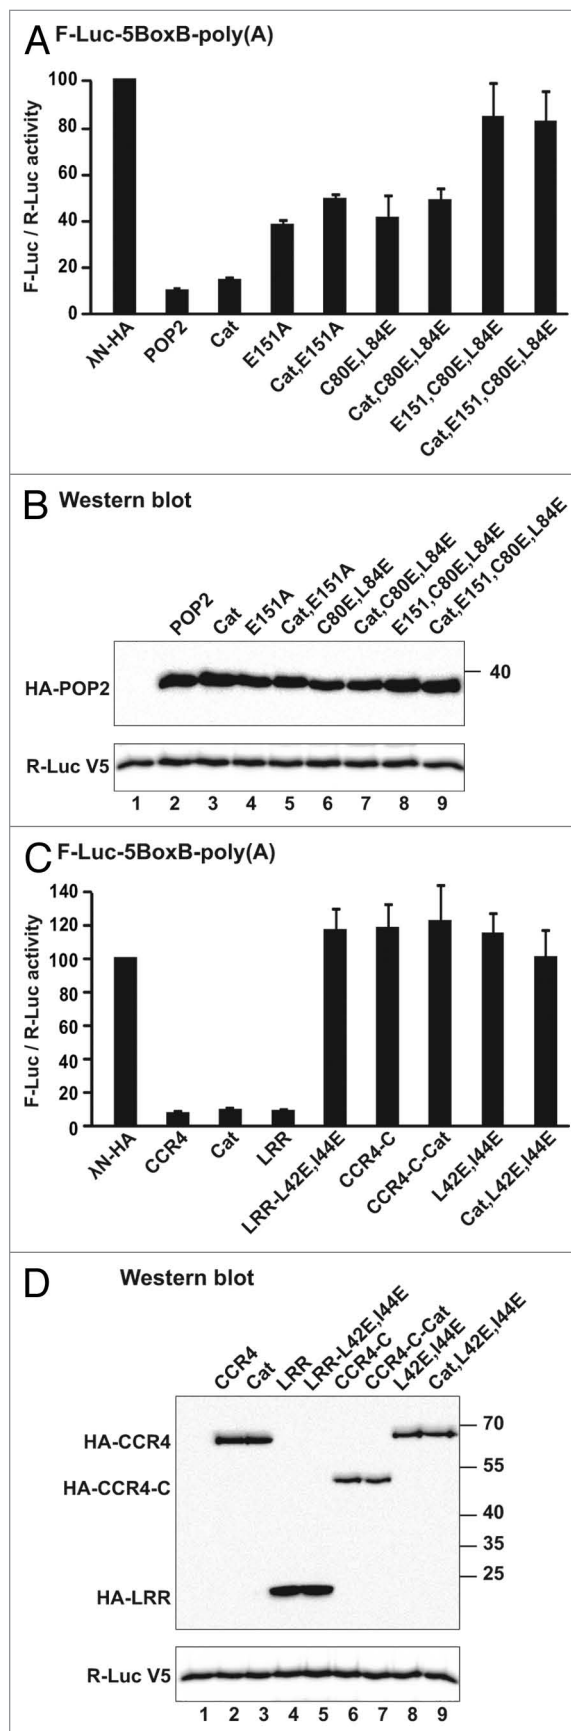 A F-Luc-5BoxB-poly(A)
F-Luc / R-Luc activity
100
80
60
40
20
0
λN-HA
POP2
Cat
E151A
Cat,E151A
C80E,L84E
Cat,C80E,L84E
E151,C80E,L84E
Cat,E151,C80E,L84E
B Western blot
POP2
Cat
E151A
Cat,E151A
C80E,L84E
Cat,C80E,L84E
E151,C80E,L84E
Cat,E151,C80E,L84E
HA-POP2
40
R-Luc V5
1 2 3 4 5 6 7 8 9
C F-Luc-5BoxB-poly(A)
F-Luc / R-Luc activity
140
120
100
80
60
40
20
0
λN-HA
CCR4
Cat
LRR
LRR-L42E,I44E
CCR4-C
CCR4-C-Cat
L42E,I44E
Cat,L42E,I44E
D Western blot
CCR4
Cat
LRR
LRR-L42E,I44E
CCR4-C
CCR4-C-Cat
L42E,I44E
Cat,L42E,I44E
HA-CCR4
HA-CCR4-C
HA-LRR
70
55
40
35
25
R-Luc V5
1 2 3 4 5 6 7 8 9